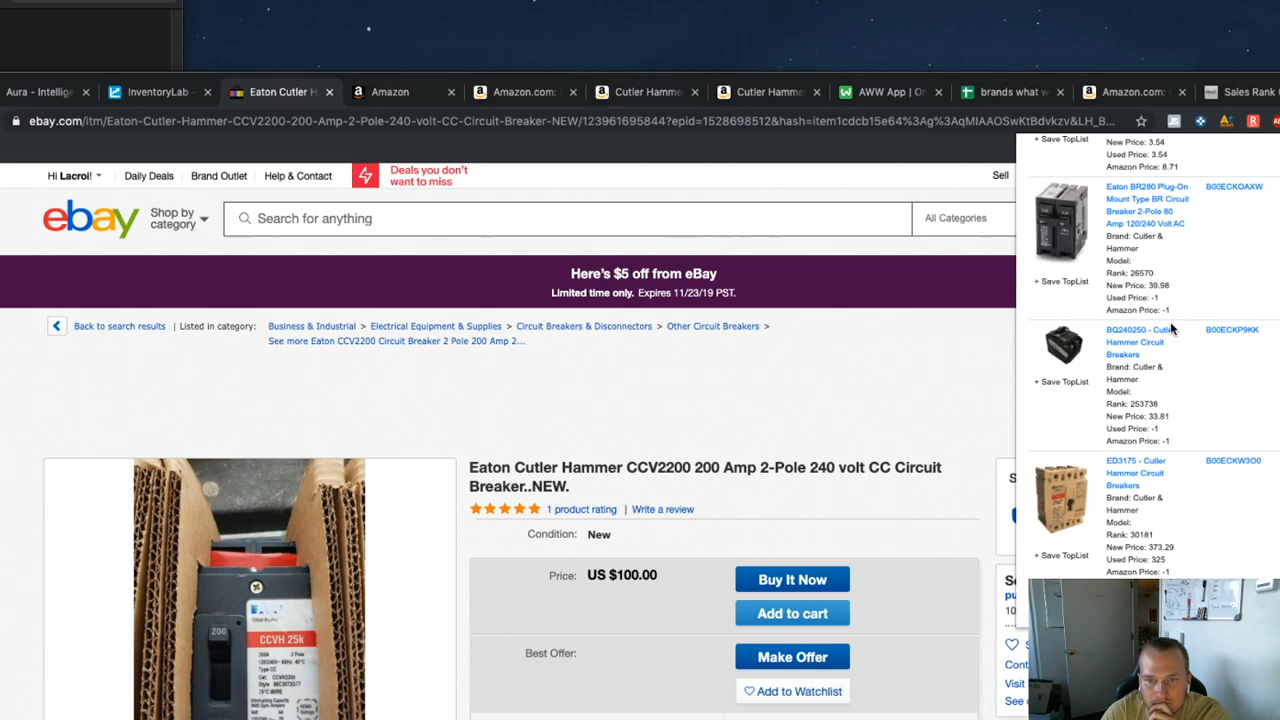 Aura - Intellige
InventoryLab -
Eaton Cutler H
Amazon
Amazon.com:
Cutler Hamme
Cutler Hamme
AWW App | On
brands what w
Amazon.com:
Sales Rank
ebay.com/itm/Eaton-Cutler-Hammer-CCV2200-200-Amp-2-Pole-240-volt-CC-Circuit-Breaker-NEW/123961695844?epid=1528698512&hash=item1cdcb15e64%3Ag%3AqMIAAOSwKtBdvkzv&LH_B...
Hi Lacroi!
Daily Deals
Brand Outlet
Help & Contact
Deals you don't
want to miss
Sell
ebay
Shop by
category
Search for anything
All Categories
Here's $5 off from eBay
Limited time only. Expires 11/23/19 PST.
Back to search results | Listed in category: Business & Industrial > Electrical Equipment & Supplies > Circuit Breakers & Disconnectors > Other Circuit Breakers >
See more Eaton CCV2200 Circuit Breaker 2 Pole 200 Amp 2...
Eaton Cutler Hammer CCV2200 200 Amp 2-Pole 240 volt CC Circuit
Breaker..NEW.
1 product rating | Write a review
Condition: New
Price: US $100.00
Buy It Now
Add to cart
Best Offer:
Make Offer
Add to Watchlist
200
CCVH 25k
+ Save TopList
New Price: 3.54
Used Price: 3.54
Amazon Price: 8.71
Eaton BR280 Plug-On
Mount Type BR Circuit
Breaker 2-Pole 80
Amp 120/240 Volt AC
B00ECKOAXW
Brand: Cutler &
Hammer
Model:
Rank: 26570
+ Save TopList
New Price: 39.98
Used Price: -1
Amazon Price: -1
BQ240250 - Cutle
Hammer Circuit
Breakers
B00ECKP9KK
Brand: Cutler &
Hammer
+ Save TopList
Model:
Rank: 253738
New Price: 33.81
Used Price: -1
Amazon Price: -1
ED3175 - Cutler
Hammer Circuit
Breakers
B00ECKW3O0
Brand: Cutler &
Hammer
Model:
Rank: 30181
New Price: 373.29
+ Save TopList
Used Price: 325
Amazon Price: -1